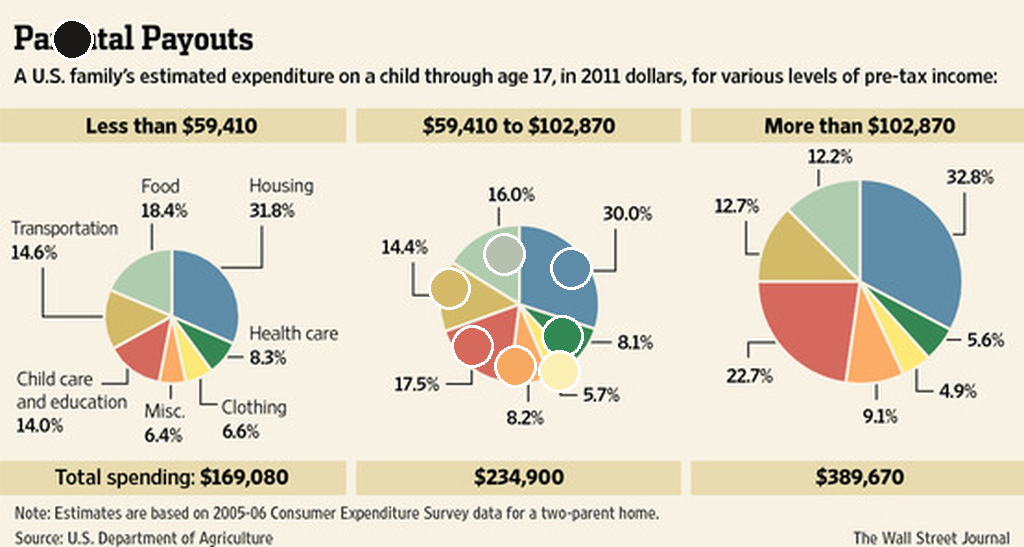 Payouts
A U.S. family's estimated expenditure on a child through age 17, in 2011 dollars, for various levels of pre-tax income:
Less than $59,410
$59,410 to $102,870
More than $102,870
Food
18.4%
Housing
31.8%
Transportation
14.6%
Health care
8.3%
Child care
and education
14.0%
Misc.
6.4%
Clothing
6.6%
16.0%
30.0%
14.4%
8.1%
17.5%
8.2%
5.7%
12.2%
32.8%
12.7%
5.6%
22.7%
4.9%
9.1%
Total spending: $169,080
$234,900
$389,670
Note: Estimates are based on 2005-06 Consumer Expenditure Survey data for a two-parent home.
Source: U.S. Department of Agriculture
The Wall Street Journal